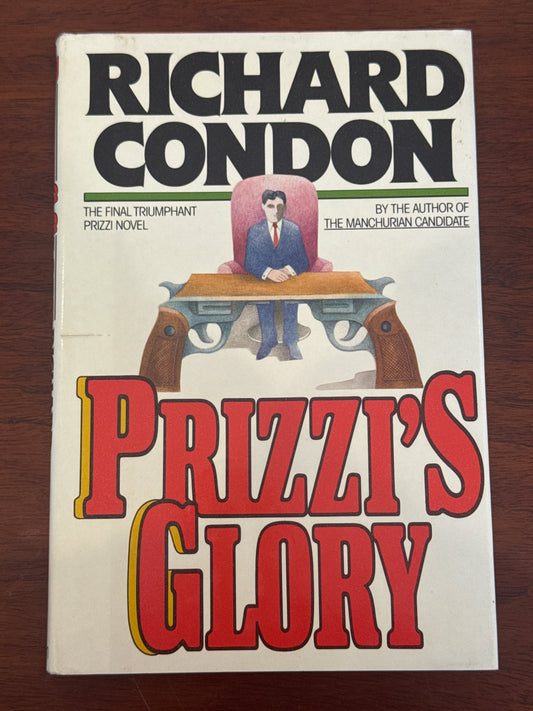 RICHARD
CONDON
THE FINAL TRIUMPHANT
PRIZZI NOVEL
BY THE AUTHOR OF
THE MANCHURIAN CANDIDATE
PRIZZI'S
GLORY